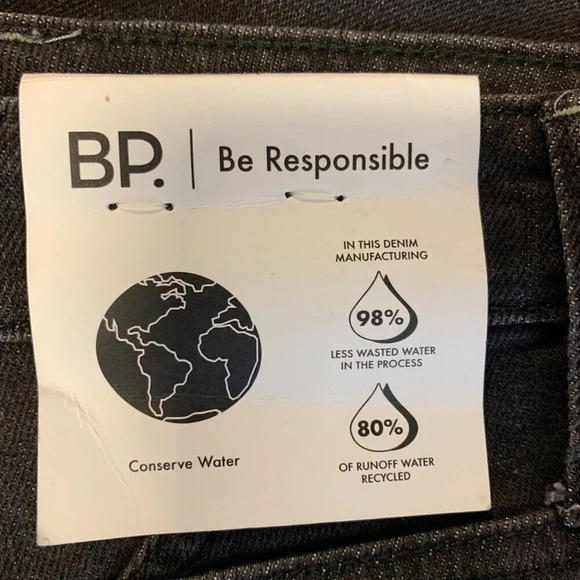 BP. | Be Responsible
IN THIS DENIM
MANUFACTURING
98%
LESS WASTED WATER
IN THE PROCESS
80%
OF RUNOFF WATER
RECYCLED
Conserve Water